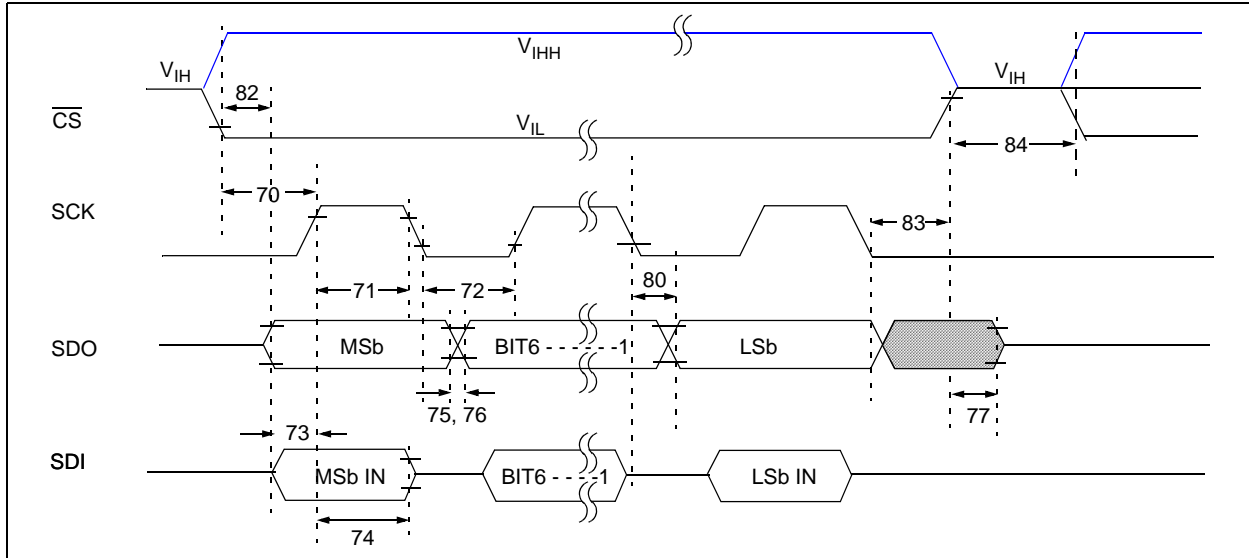 V_IHH
V_IH
V_IH
82
CS
V_IL
84
70
SCK
83
80
71
72
MSb
BIT6 - - - - - - -1
LSb
SDO
75, 76
77
73
SDI
MSb IN
BIT6 - - - -1
LSb IN
74